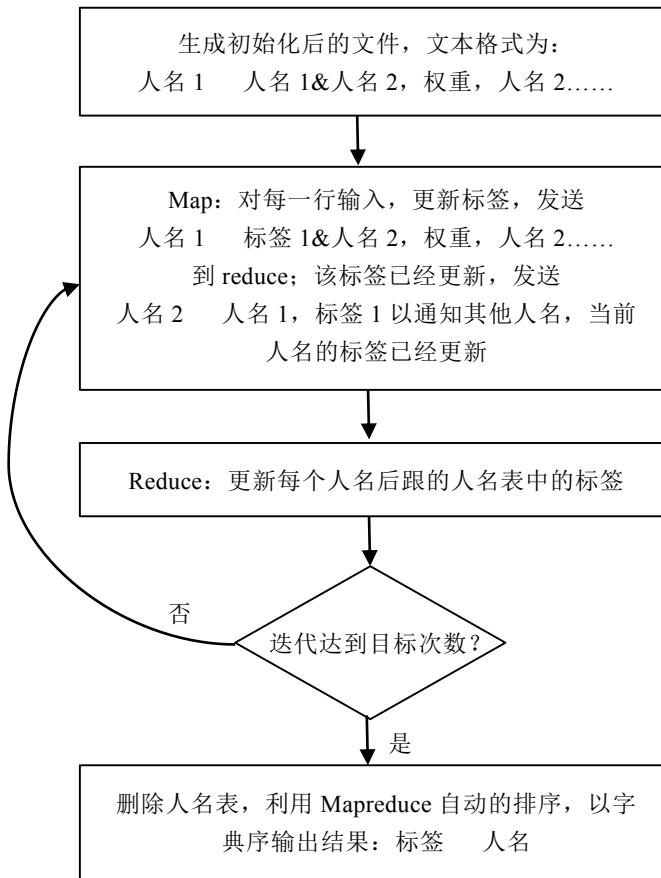 生成初始化后的文件，文本格式为：
人名 1 人名 1&人名 2，权重，人名 2……
Map：对每一行输入，更新标签，发送
人名 1 标签 1&人名 2，权重，人名 2……
到 reduce；该标签已经更新，发送
人名 2 人名 1，标签 1 以通知其他人名，当前
人名的标签已经更新
Reduce：更新每个人名后跟的人名表中的标签
否
迭代达到目标次数？
是
删除人名表，利用 Mapreduce 自动的排序，以字
典序输出结果：标签 人名